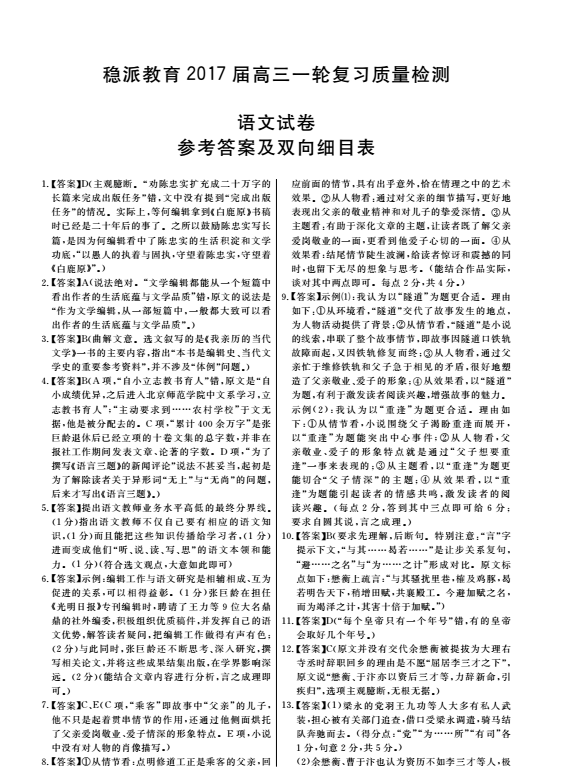 稳派教育 2017 届高三一轮复习质量检测
语文试卷
参考答案及双向细目表
1.【答案】D(主观臆断。“劝陈忠实扩充成二十万字的
长篇来完成出版任务”错,文中没有提到“完成出版
任务”的情况。实际上,等何编辑拿到《白鹿原》书稿
时已经是二十年后的事了。之所以鼓励陈忠实写长
篇,是因为何编辑看中了陈忠实的生活积淀和文学
功底,“以愚人的执着与固执,守望着陈忠实,守望着
《白鹿原》”。)
2.【答案】A(说法绝对。“文学编辑都能从一个短篇中
看出作者的生活底蕴与文学品质”错,原文的说法是
“作为文学编辑,从一部短篇中,一般都大致可以看
出作者的生活底蕴与文学品质”。)
3.【答案】B(曲解文意。选文叙写的是《我亲历的当代
文学》一书的主要内容,指出“本书是编辑史、当代文
学史的重要参考资料”,并不涉及“体例”问题。)
4.【答案】B(A 项,“自小立志教书育人”错,原文是“自
小成绩优异,之后进入北京师范学院中文系学习,立
志教书育人”;“主动要求到……农村学校”于文无
据,他是被分配去的。C 项,“累计 400 余万字”是张
巨龄退休后已经立项的十卷文集的总字数,并非在
报社工作期间发表文章、论著的字数。D 项,“为了
撰写《语言三题》的新闻评论”说法不甚妥当,起初是
为了解除读者关于异形词“无上”与“无尚”的问题,
后来才写出《语言三题》。)
5.【答案】提出语文教师业务水平高低的最终分界线。
(1 分)指出语文教师不仅自己要有相应的语文知
识,(1 分)而且能把这些知识传播给学习者,(1 分)
进而变成他们“听、说、读、写、思”的语文本领和能
力。(1 分)(符合选文观点,大意如此即可)
6.【答案】示例:编辑工作与语文研究是相辅相成、互为
促进的关系,可以相得益彰。(1 分)张巨龄在担任
《光明日报》专刊编辑时,聘请了王力等 9 位大名鼎
鼎的社外编委,积极组织优质稿件,并发挥自己的语
文优势,解答读者疑问,把编辑工作做得有声有色;
(2 分)与此同时,张巨龄还不断思考、深入研究,撰
写相关论文,并将这些成果结集出版,在学界影响深
远。(2 分)(能结合文章内容进行分析,言之成理即
可。)
7.【答案】C、E(C 项,“乘客”即故事中“父亲”的儿子,
他不只是起着贯串情节的作用,还通过他侧面烘托
了父亲爱岗敬业、爱子情深的形象特点。E 项,小说
中没有对人物的肖像描写。)
8.【答案】①从情节看:点明修道工正是乘客的父亲,回
应前面的情节,具有出乎意外,恰在情理之中的艺术
效果。②从人物看:通过对父亲的细节描写,更好地
表现出父亲的敬业精神和对儿子的挚爱深情。③从
主题看:有助于深化文章的主题,让读者既了解父亲
爱岗敬业的一面,更看到他爱子心切的一面。④从
效果看:结尾情节陡生波澜,给读者惊讶和震撼的同
时,也留下无尽的想象与思考。(能结合作品实际,
谈对其中两点即可。每点 2 分,共 4 分。)
9.【答案】示例(1):我认为以“隧道”为题更合适。理由
如下:①从环境看,“隧道”交代了故事发生的地点,
为人物活动提供了背景;②从情节看,“隧道”是小说
的线索,串联了整个故事情节,即故事因隧道口铁轨
故障而起,又因铁轨修复而终;③从人物看,通过父
亲忙于维修铁轨和父子急于相见的矛盾,很好地塑
造了父亲敬业、爱子的形象;④从效果看,以“隧道”
为题,有利于激发读者阅读兴趣,增强故事的魅力。
示例(2):我认为以“重逢”为题更合适。理由如
下:①从情节看,小说围绕父子渴盼重逢而展开,
以“重逢”为题能突出中心事件;②从人物看,父
亲敬业、爱子的形象特点就是通过“父子想要重
逢”一事来表现的;③从主题看,以“重逢”为题更
能切合“父子情深”的主题;④从效果看,以“重
逢”为题能引起读者的情感共鸣,激发读者的阅
读兴趣。(每点 2 分,答到其中三点即可给 6 分;
要求自圆其说,言之成理。)
10.【答案】B(要求先理解,后断句。特别注意:“言”字
提示下文,“与其……曷若……”是让步关系复句,
“避……之名”与“为……之计”形成对比。原文标
点如下:懋衡上疏言:“与其骚扰里巷,榷及鸡豚,曷
若明告天下,稍增田赋,共襄殿工。今避加赋之名,
而为竭泽之计,其害十倍于加赋。”)
11.【答案】D(“每个皇帝只有一个年号”错,有的皇帝
会取好几个年号。)
12.【答案】C(原文并没有交代余懋衡被提拔为大理右
寺丞时辞职回乡的理由是不愿“屈居李三才之下”,
原文说“懋衡、于汴亦以资后三才等,力辞新命,引
疾归”,选项主观臆断,无根无据。)
13.【答案】(1)梁永的党羽王九功等人大多有私人武
装,担心被有关部门追查,借口受梁永调遣,骑马结
队奔驰而去。(得分点:“党”“为……所”“有司”各
1 分,句意 2 分,共 5 分。)
(2)余懋衡、曹于汴也认为资历不如李三才等人,极